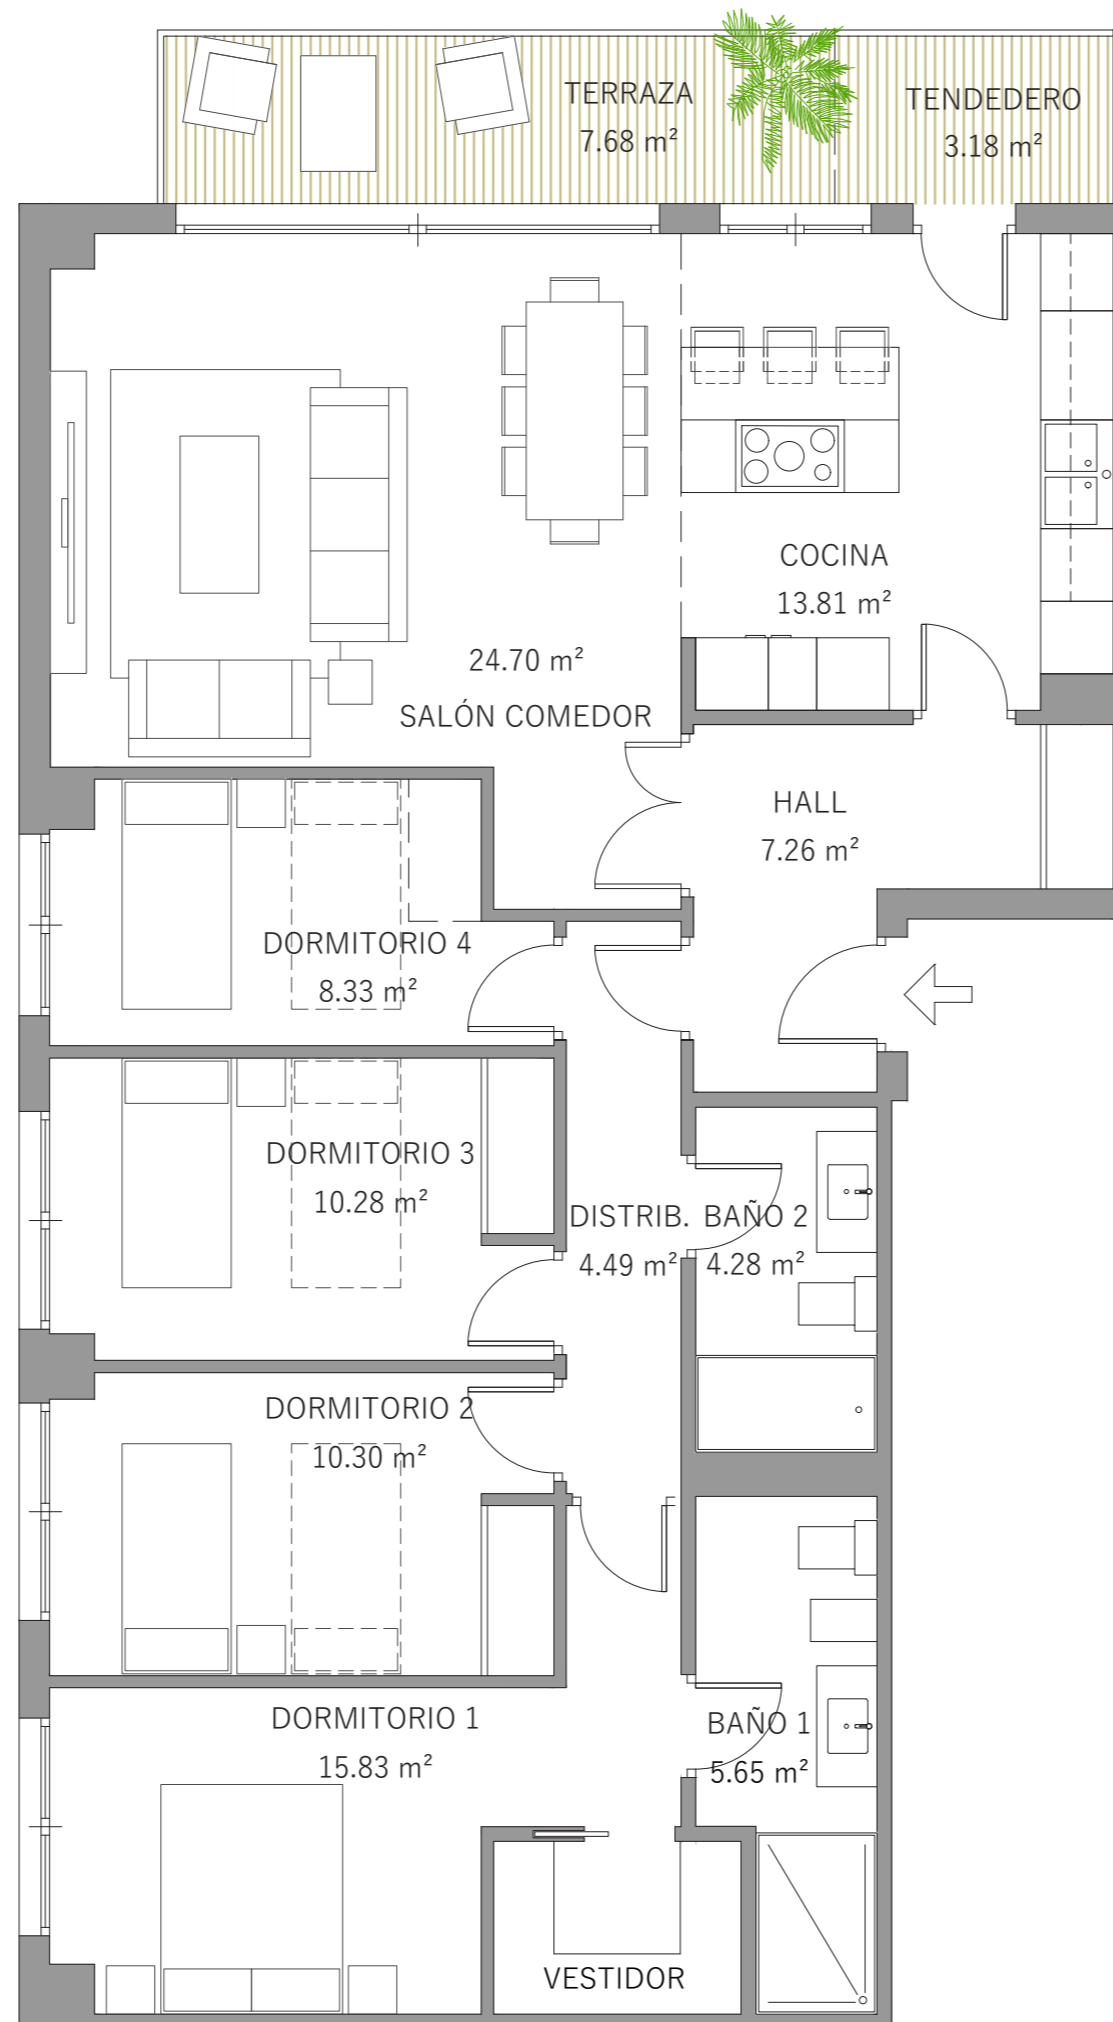 TERRAZA
7.68 m²
TENDEDERO
3.18 m²
COCINA
13.81 m²
24.70 m²
SALÓN COMEDOR
HALL
7.26 m²
DORMITORIO 4
8.33 m²
DORMITORIO 3
10.28 m²
DISTRIB.
4.49 m²
BAÑO 2
4.28 m²
DORMITORIO 2
10.30 m²
DORMITORIO 1
15.83 m²
BAÑO 1
5.65 m²
VESTIDOR